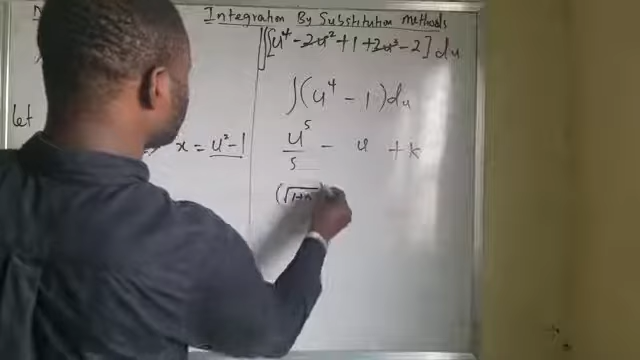 Integration By Substitution Methods
∫[u⁴ - 2u² + 1 + 2u² - 2] du
∫(u⁴ - 1) du
let
x = u² - 1
u⁵/5 - u + k
(√1+x